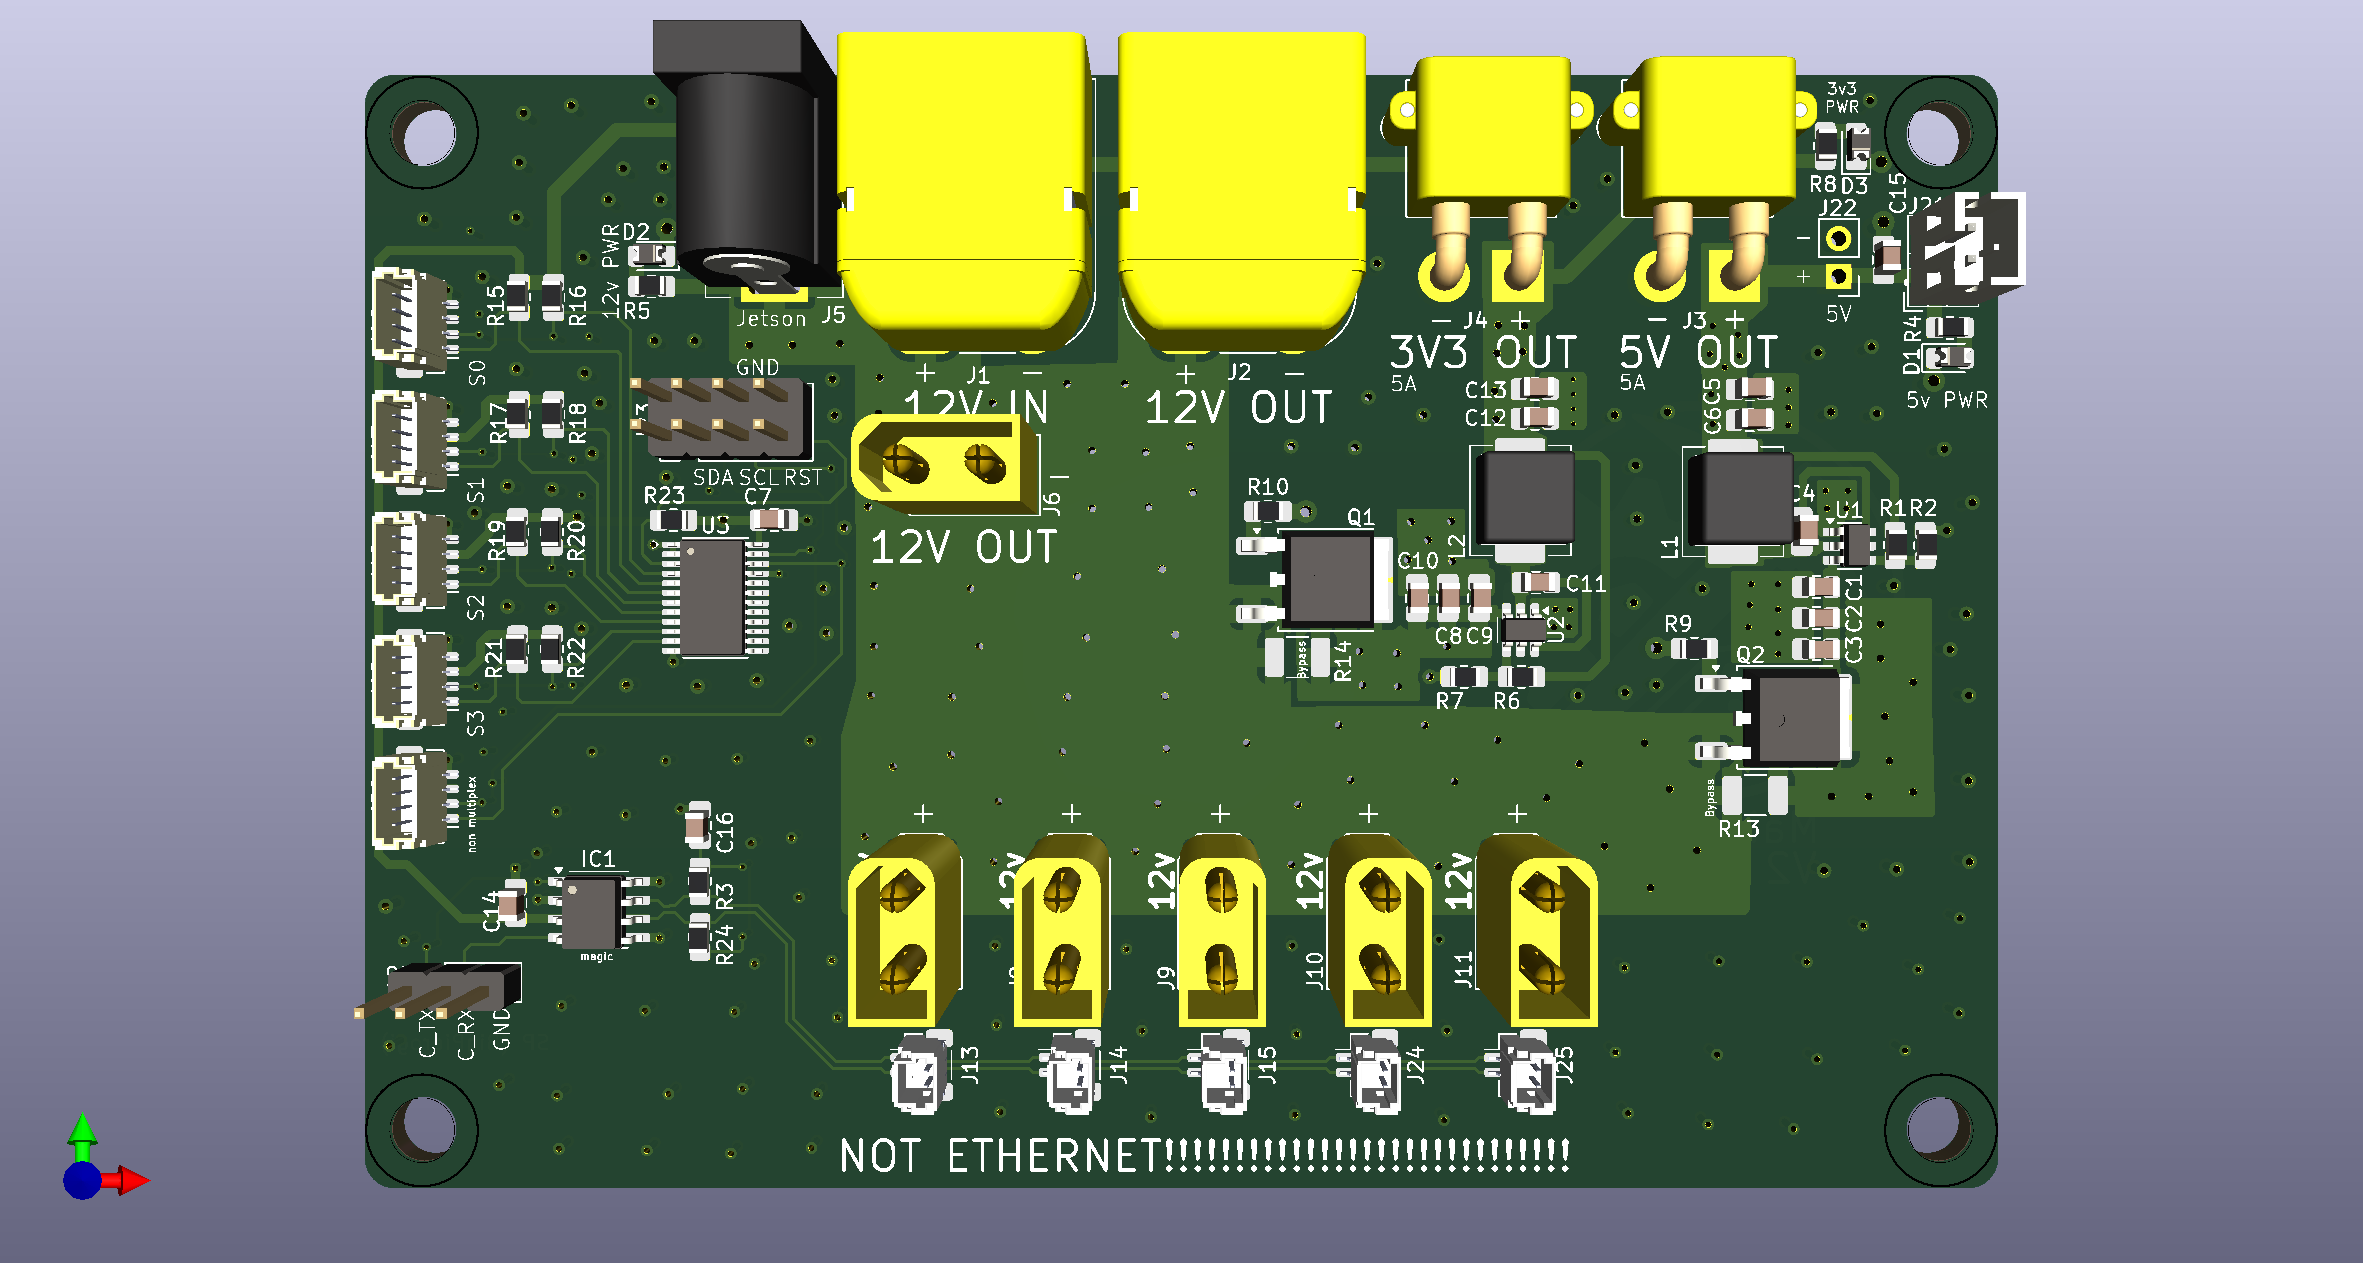 3v3
PWR
R8
D3
C15
J22
−
+
5V
D2
12v PWR
R5
Jetson
J5
R15
R16
S0
+
J1
−
12V IN
+
J2
−
12V OUT
−
J4
+
3V3 OUT
5A
−
J3
+
5V OUT
5A
R4
D1
5v PWR
GND
SDA
SCL
RST
R17
R18
S1
R23
C7
U3
J6
−
12V OUT
C13
C12
C5
C6
L2
L1
C4
U1
R1
R2
R10
Q1
C10
C8
C9
C11
U2
Bypass
R14
R7
R6
C1
C2
C3
R9
Q2
Bypass
R13
R19
R20
S2
R21
R22
S3
non multiplex
C16
R3
R24
IC1
C14
magic
C_TX
C_RX
GND
+
+
+
+
+
12v
12v
12v
12v
J9
J10
J11
J13
J14
J15
J24
J25
NOT ETHERNET!!!!!!!!!!!!!!!!!!!!!!!!!!!!!